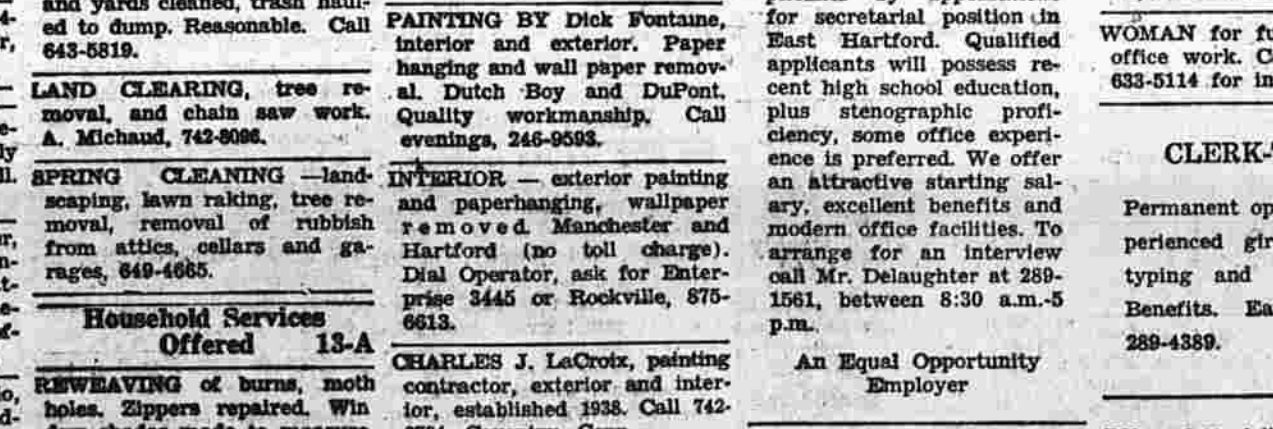 and yards cleaned, trash haul-
ed to dump. Reasonable. Call
643-5819.
LAND CLEARING, tree re-
moval, and chain saw work.
A. Michaud, 742-8096.
SPRING CLEANING —land-
scaping, lawn raking, tree re-
moval, removal of rubbish
from attics, cellars and ga-
rages, 649-4665.
Household Services
Offered 13-A
REWEAVING of burns, moth
holes. Zippers repaired. Win
PAINTING BY Dick Fontaine,
interior and exterior. Paper
hanging and wall paper remov-
al. Dutch Boy and DuPont.
Quality workmanship. Call
evenings, 246-9593.
INTERIOR — exterior painting
and paperhanging, wallpaper
removed. Manchester and
Hartford (no toll charge).
Dial Operator, ask for Enter-
prise 3445 or Rockville, 875-
6613.
CHARLES J. LaCroix, painting
contractor, exterior and inter-
ior, established 1938. Call 742-
for secretarial position in
East Hartford. Qualified
applicants will possess re-
cent high school education,
plus stenographic profi-
ciency, some office experi-
ence is preferred. We offer
an attractive starting sal-
ary, excellent benefits and
modern office facilities. To
arrange for an interview
call Mr. Delaughter at 289-
1561, between 8:30 a.m.-5
p.m.
An Equal Opportunity
Employer
WOMAN for fu
office work. C
633-5114 for in
CLERK-
Permanent op
perienced gir
typing and
Benefits. Ea
289-4389.